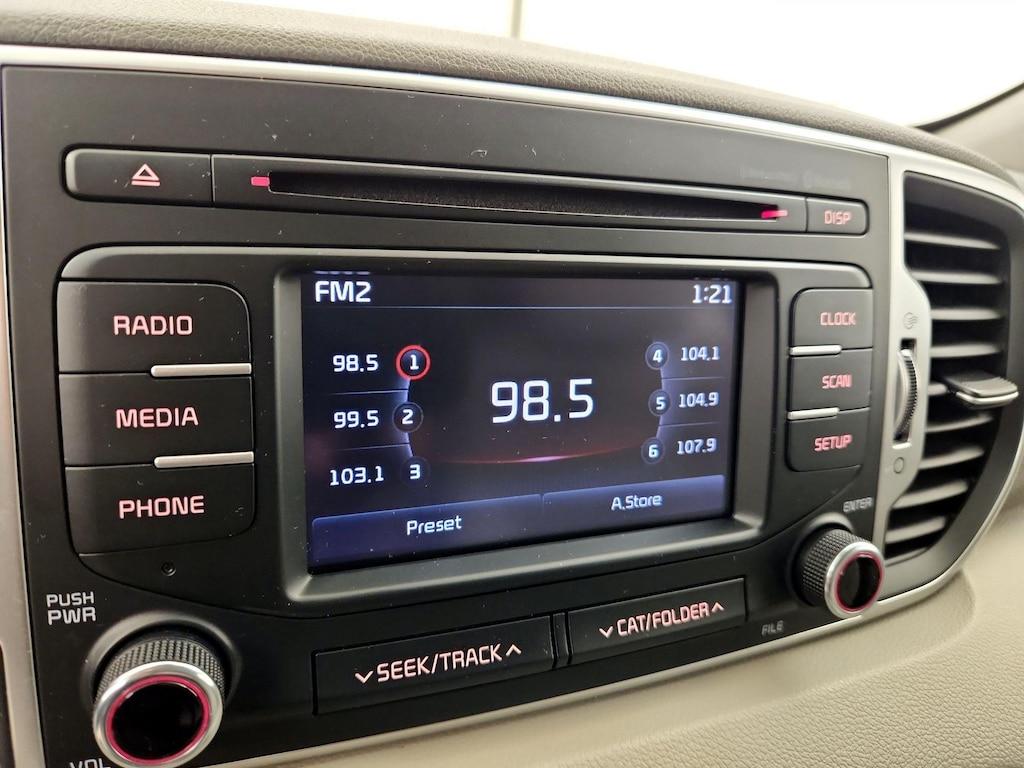 DISP
FM2 1:21
RADIO
MEDIA
PHONE
98.5 1
99.5 2
103.1 3
98.5
4 104.1
5 104.9
6 107.9
Preset A.Store
CLOCK
SCAN
SETUP
PUSH
PWR
VOL
SEEK/TRACK
CAT/FOLDER
ENTER
FILE